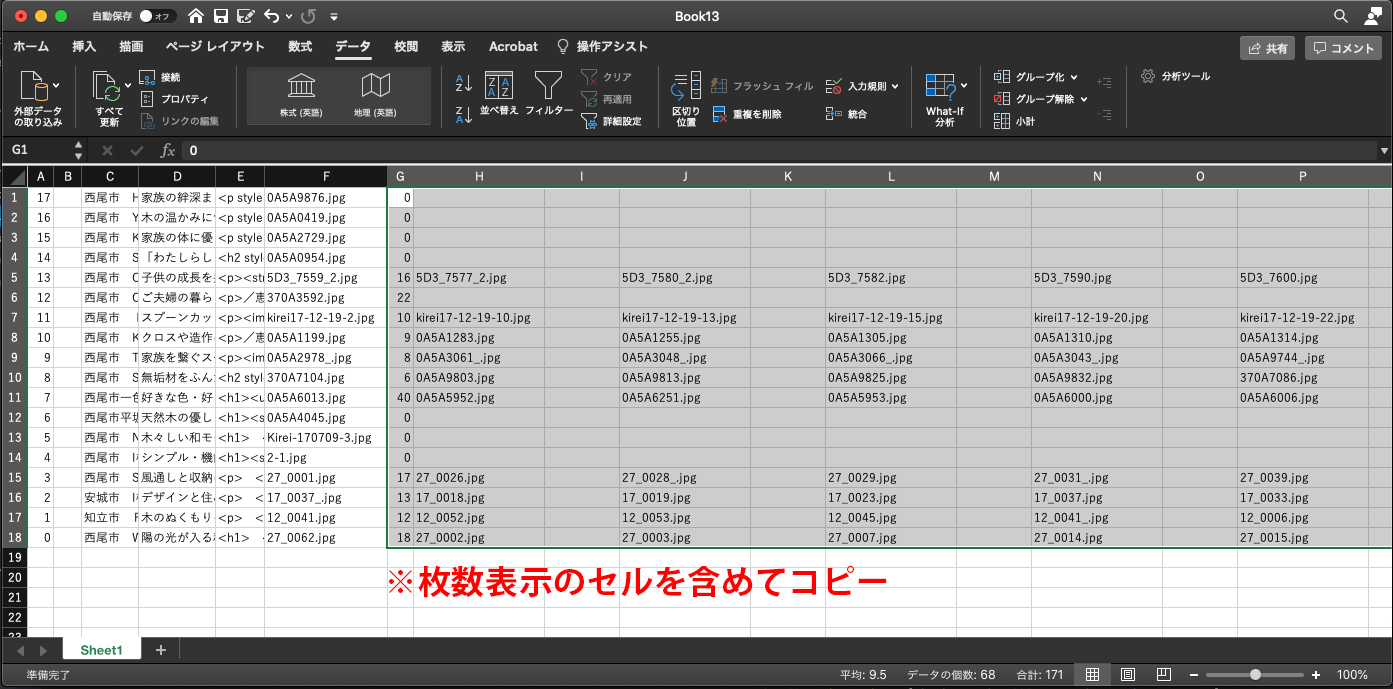 自動保存 オフ
Book13
ホーム 挿入 描画 ページ レイアウト 数式 データ 校閲 表示 Acrobat 操作アシスト 共有 コメント
外部データの取り込み すべて更新 接続 プロパティ リンクの編集 株式 (英語) 地理 (英語) 並べ替え フィルター クリア 再適用 詳細設定 区切り位置 フラッシュ フィル 重複を削除 入力規則 統合 What-If 分析 グループ化 グループ解除 小計 分析ツール
G1 fx 0
A B C D E F G H I J K L M N O P
1 17 西尾市 H 家族の絆深ま <p style 0A5A9876.jpg 0
2 16 西尾市 Y 木の温かみに <p style 0A5A0419.jpg 0
3 15 西尾市 K 家族の体に優 <p style 0A5A2729.jpg 0
4 14 西尾市 S 「わたしらし <h2 styl 0A5A0954.jpg 0
5 13 西尾市 子供の成長を <p><st 5D3_7559_2.jpg 16 5D3_7577_2.jpg 5D3_7580_2.jpg 5D3_7582.jpg 5D3_7590.jpg 5D3_7600.jpg
6 12 西尾市 ご夫婦の暮ら <p>／恵 370A3592.jpg 22
7 11 西尾市 スプーンカッ <p><im kirei17-12-19-2.jpg 10 kirei17-12-19-10.jpg kirei17-12-19-13.jpg kirei17-12-19-15.jpg kirei17-12-19-20.jpg kirei17-12-19-22.jpg
8 10 西尾市 K クロスや造作 <p>／恵 0A5A1199.jpg 9 0A5A1283.jpg 0A5A1255.jpg 0A5A1305.jpg 0A5A1310.jpg 0A5A1314.jpg
9 9 西尾市 T 家族を繋ぐス <p><im 0A5A2978_.jpg 8 0A5A3061_.jpg 0A5A3048_.jpg 0A5A3066_.jpg 0A5A3043_.jpg 0A5A9744_.jpg
10 8 西尾市 S 無垢材をふん <h2 styl 370A7104.jpg 6 0A5A9803.jpg 0A5A9813.jpg 0A5A9825.jpg 0A5A9832.jpg 370A7086.jpg
11 7 西尾市一色 好きな色・好 <h1><u 0A5A6013.jpg 40 0A5A5952.jpg 0A5A6251.jpg 0A5A5953.jpg 0A5A6000.jpg 0A5A6006.jpg
12 6 西尾市平坂 天然木の優し <h1><s 0A5A4045.jpg 0
13 5 西尾市 N 木々しい和モ <h1> Kirei-170709-3.jpg 0
14 4 西尾市 シンプル・機 <h1><s 2-1.jpg 0
15 3 西尾市 S 風通しと収納 <p> < 27_0001.jpg 17 27_0026.jpg 27_0028_.jpg 27_0029.jpg 27_0031_.jpg 27_0039.jpg
16 2 安城市 デザインと住 <p> < 17_0037_.jpg 13 17_0018.jpg 17_0019.jpg 17_0023.jpg 17_0037.jpg 17_0033.jpg
17 1 知立市 木のぬくもり <p> < 12_0041.jpg 12 12_0052.jpg 12_0053.jpg 12_0045.jpg 12_0041_.jpg 12_0006.jpg
18 0 西尾市 W 陽の光が入る <h1> 27_0062.jpg 18 27_0002.jpg 27_0003.jpg 27_0007.jpg 27_0014.jpg 27_0015.jpg
19
20 ※枚数表示のセルを含めてコピー
21
22
23
Sheet1 +
準備完了 平均: 9.5 データの個数: 68 合計: 171 100%